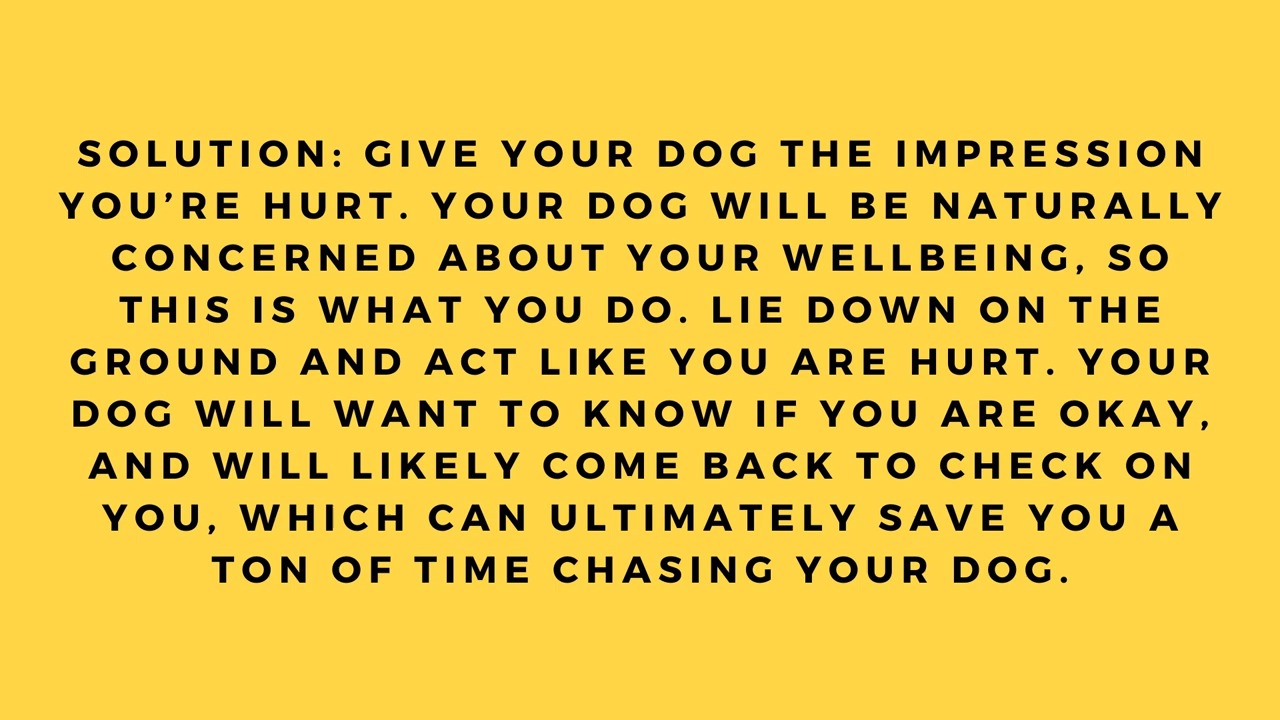 SOLUTION: GIVE YOUR DOG THE IMPRESSION
YOU’RE HURT. YOUR DOG WILL BE NATURALLY
CONCERNED ABOUT YOUR WELLBEING, SO
THIS IS WHAT YOU DO. LIE DOWN ON THE
GROUND AND ACT LIKE YOU ARE HURT. YOUR
DOG WILL WANT TO KNOW IF YOU ARE OKAY,
AND WILL LIKELY COME BACK TO CHECK ON
YOU, WHICH CAN ULTIMATELY SAVE YOU A
TON OF TIME CHASING YOUR DOG.